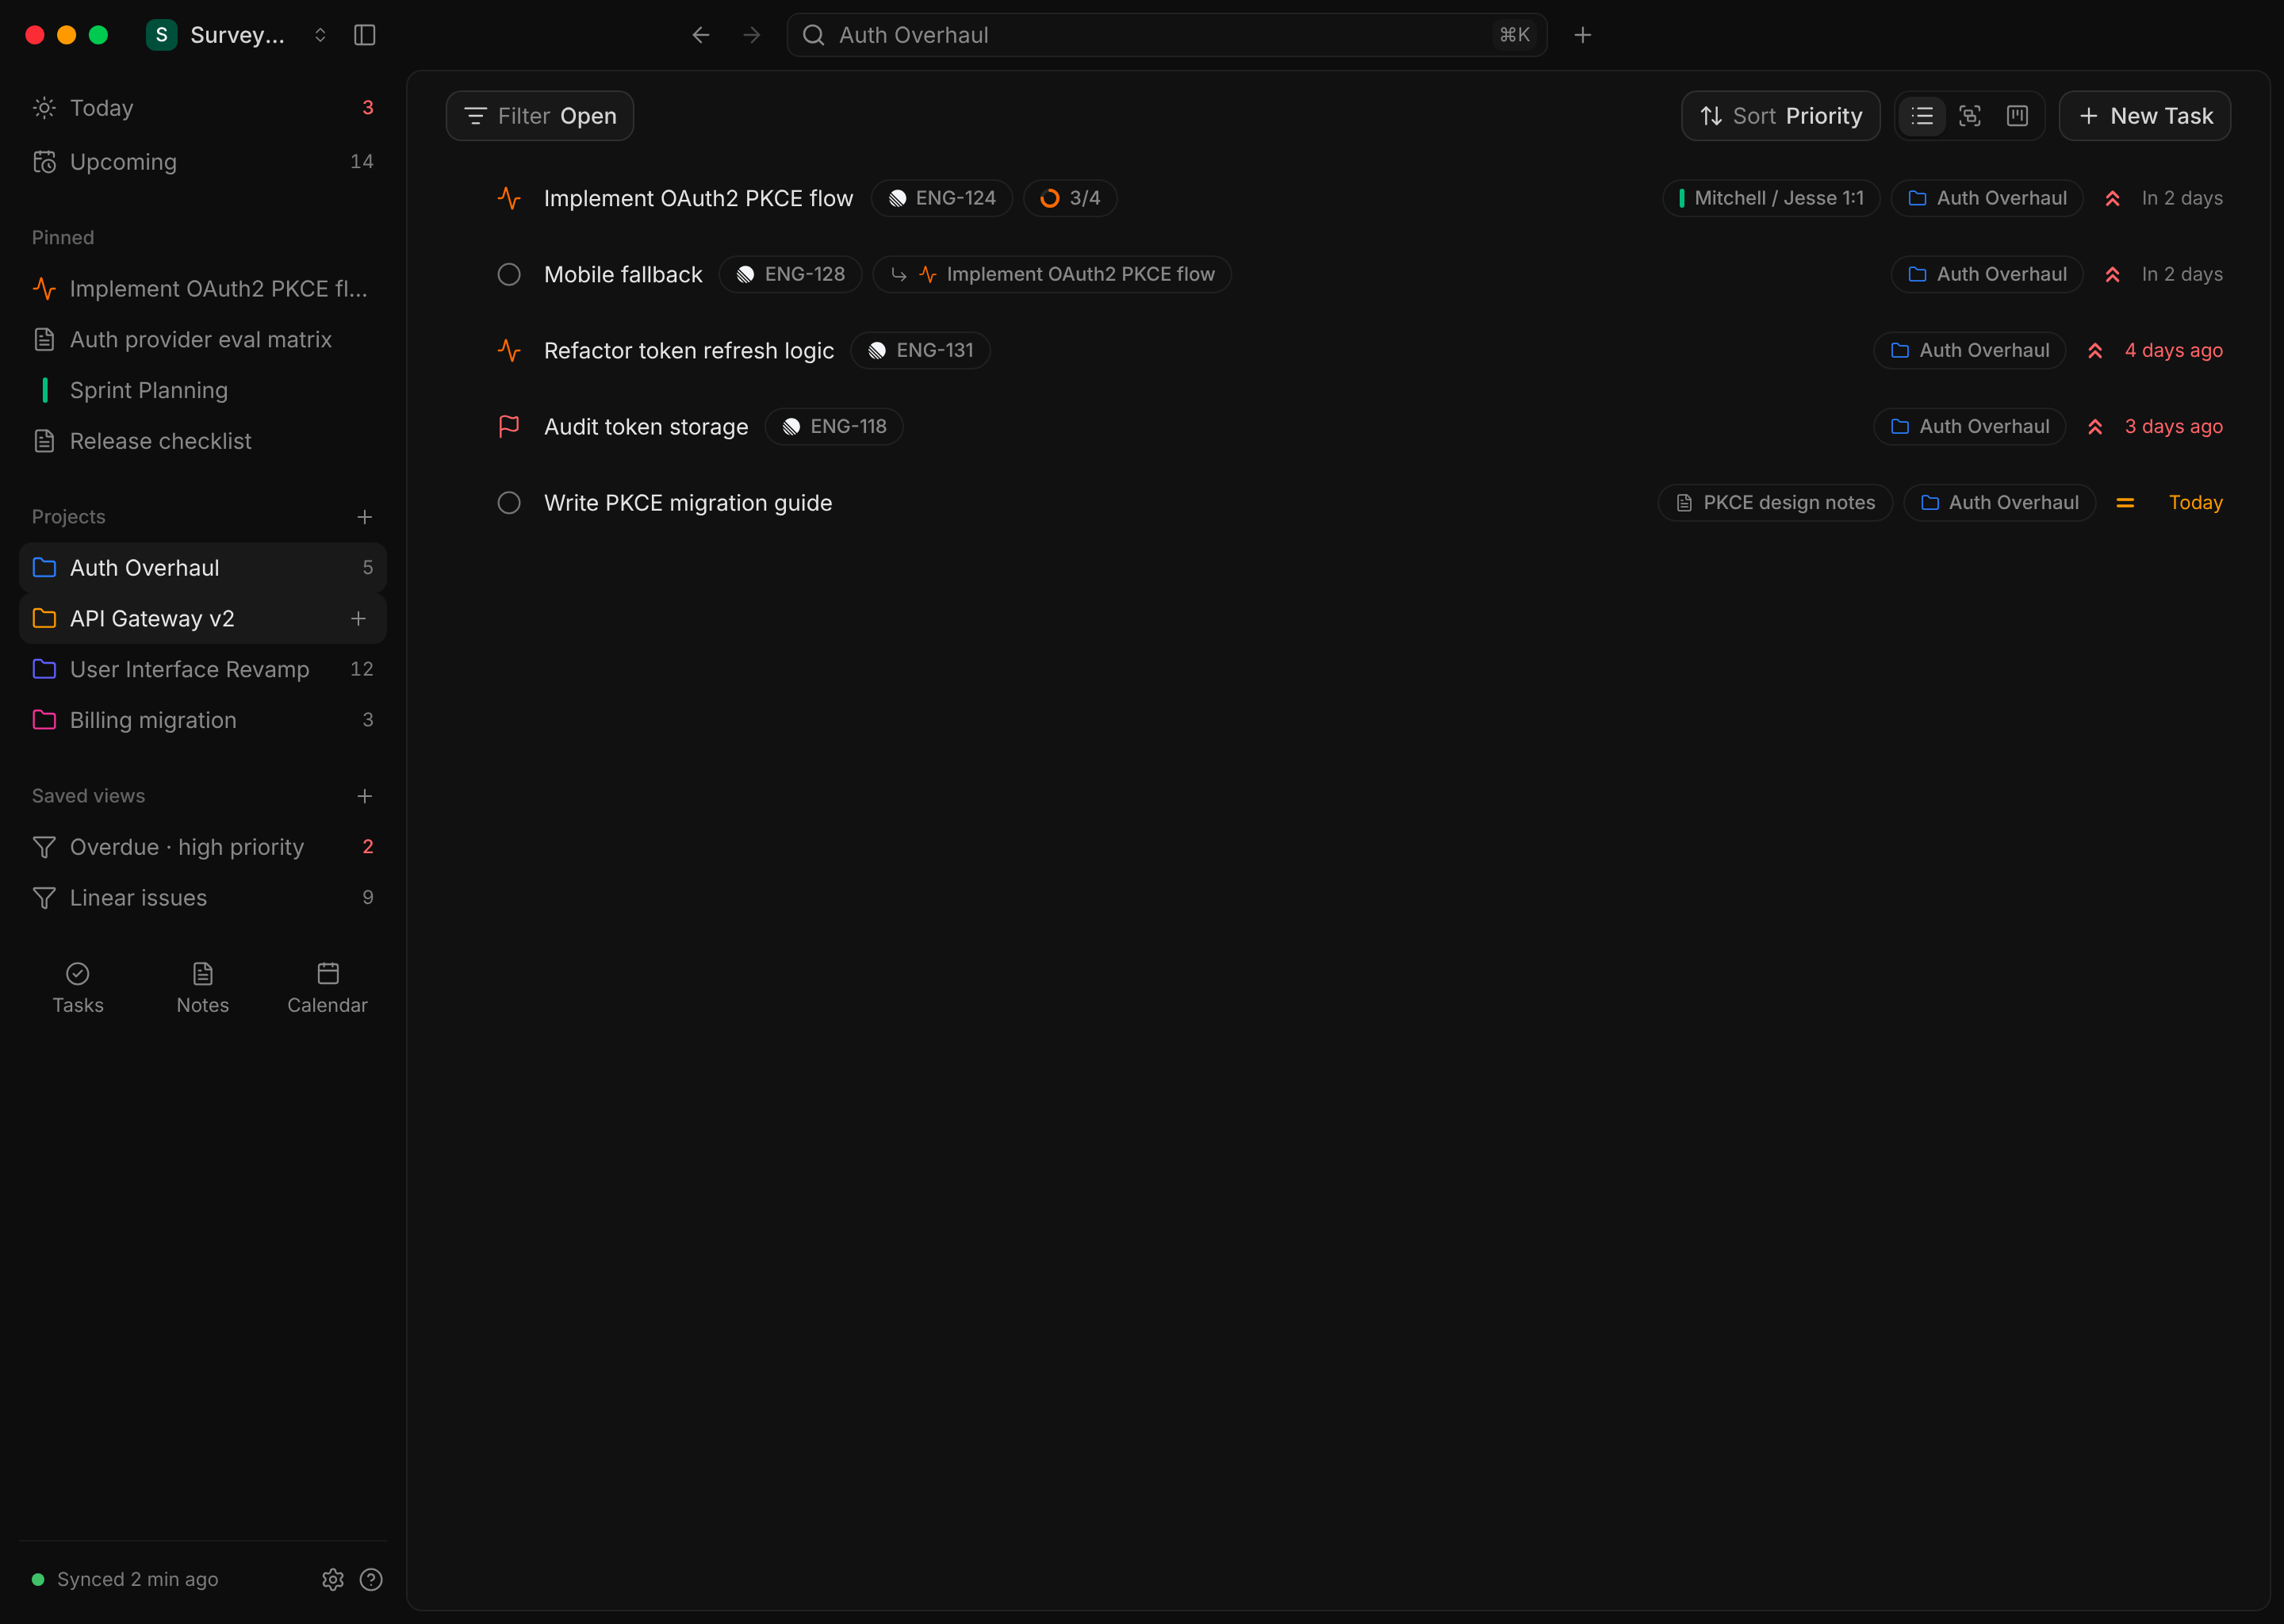 S Survey...
Auth Overhaul ⌘K
Today 3
Upcoming 14
Pinned
Implement OAuth2 PKCE fl...
Auth provider eval matrix
Sprint Planning
Release checklist
Projects
Auth Overhaul 5
API Gateway v2
User Interface Revamp 12
Billing migration 3
Saved views
Overdue · high priority 2
Linear issues 9
Tasks Notes Calendar
Synced 2 min ago
Filter Open Sort Priority New Task
Implement OAuth2 PKCE flow ENG-124 3/4 Mitchell / Jesse 1:1 Auth Overhaul In 2 days
Mobile fallback ENG-128 Implement OAuth2 PKCE flow Auth Overhaul In 2 days
Refactor token refresh logic ENG-131 Auth Overhaul 4 days ago
Audit token storage ENG-118 Auth Overhaul 3 days ago
Write PKCE migration guide PKCE design notes Auth Overhaul Today